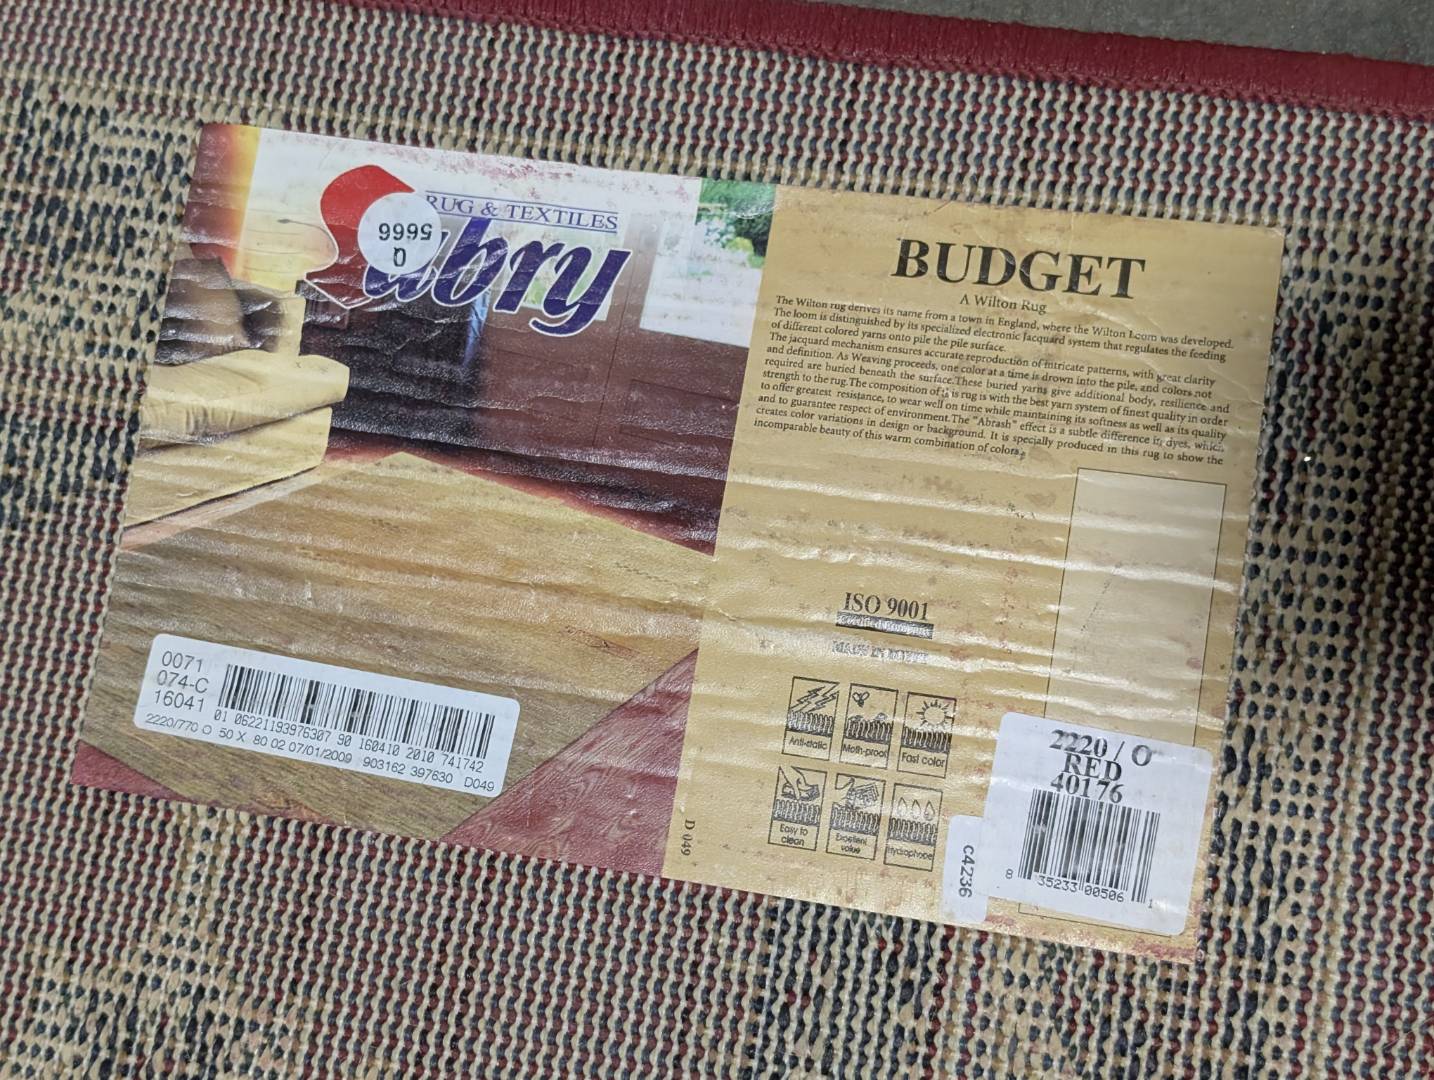 RUG & TEXTILES
abry
5666
Q
BUDGET
A Wilton Rug
The Wilton rug derives its name from a town in England, where the Wilton Loom was developed.
The loom is distinguished by its specialized electronic Jacquard system that regulates the feeding
of different colored yarns onto pile the pile surface.
The jacquard mechanism ensures accurate reproduction of intricate patterns, with great clarity
and definition. As Weaving proceeds, one color at a time is drown into the pile, and colors not
required are buried beneath the surface.These buried yarns give additional body, resilience and
strength to the rug.The composition of this rug is with the best yarn system of finest quality in order
to offer greatest resistance, to wear well on time while maintaining its softness as well as its quality
and to guarantee respect of environment.The "Abrash" effect is a subtle difference in dyes, which
creates color variations in design or background. It is specially produced in this rug to show the
incomparable beauty of this warm combination of colors.
ISO 9001
Certified Company
MADE IN EGYPT
Anti-static
Moth-proof
Fast color
Easy to clean
Excellent value
Hydrophobe
0071
074-C
16041
01 06221193976307 90 160410 2010 741742
2220/770 O 50 X 80 02 07/01/2009 903162 397630 D049
D 049
c4236
2220 / O
RED
40176
8 35233 00506 1